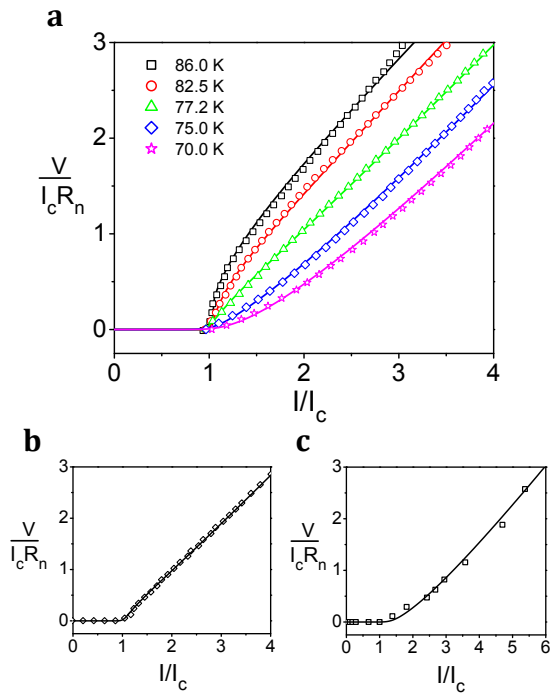 a
3
2
1
0
V
I_cR_n
86.0 K
82.5 K
77.2 K
75.0 K
70.0 K
0 1 2 3 4
I/I_c
b
3
2
1
0
V
I_cR_n
0 1 2 3 4
I/I_c
c
3
2
1
0
V
I_cR_n
0 1 2 3 4 5 6
I/I_c